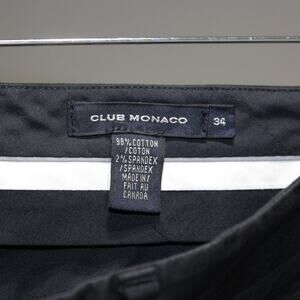 CLUB MONACO
34
98% COTTON
/COTON
2% SPANDEX
/SPANDEX
MADE IN/
FAIT AU
CANADA